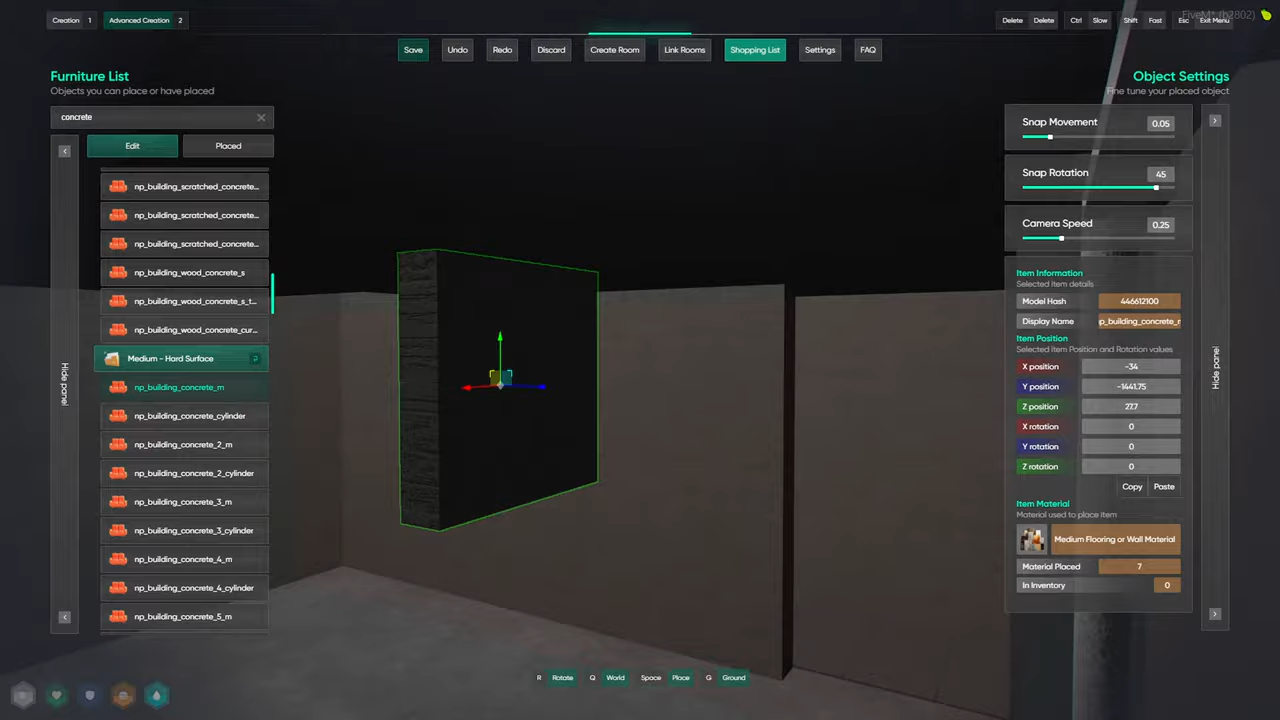 Creation 1 Advanced Creation 2
Delete Delete Ctrl Slow Shift Fast Esc Exit Menu
FiveM* (b2802)
Save Undo Redo Discard Create Room Link Rooms Shopping List Settings FAQ
Furniture List
Objects you can place or have placed
concrete
Edit Placed
np_building_scratched_concrete...
np_building_scratched_concrete...
np_building_scratched_concrete...
np_building_wood_concrete_s
np_building_wood_concrete_s_t...
np_building_wood_concrete_cur...
Medium - Hard Surface
np_building_concrete_m
np_building_concrete_cylinder
np_building_concrete_2_m
np_building_concrete_2_cylinder
np_building_concrete_3_m
np_building_concrete_3_cylinder
np_building_concrete_4_m
np_building_concrete_4_cylinder
np_building_concrete_5_m
Hide panel
Object Settings
Fine tune your placed object
Snap Movement 0.05
Snap Rotation 45
Camera Speed 0.25
Item Information
Selected item details
Model Hash 446612100
Display Name p_building_concrete_r
Item Position
Selected Item Position and Rotation values
X position -34
Y position -1441.75
Z position 27.7
X rotation 0
Y rotation 0
Z rotation 0
Copy Paste
Item Material
Material used to place item
Medium Flooring or Wall Material
Material Placed 7
In Inventory 0
Hide panel
R Rotate Q World Space Place G Ground